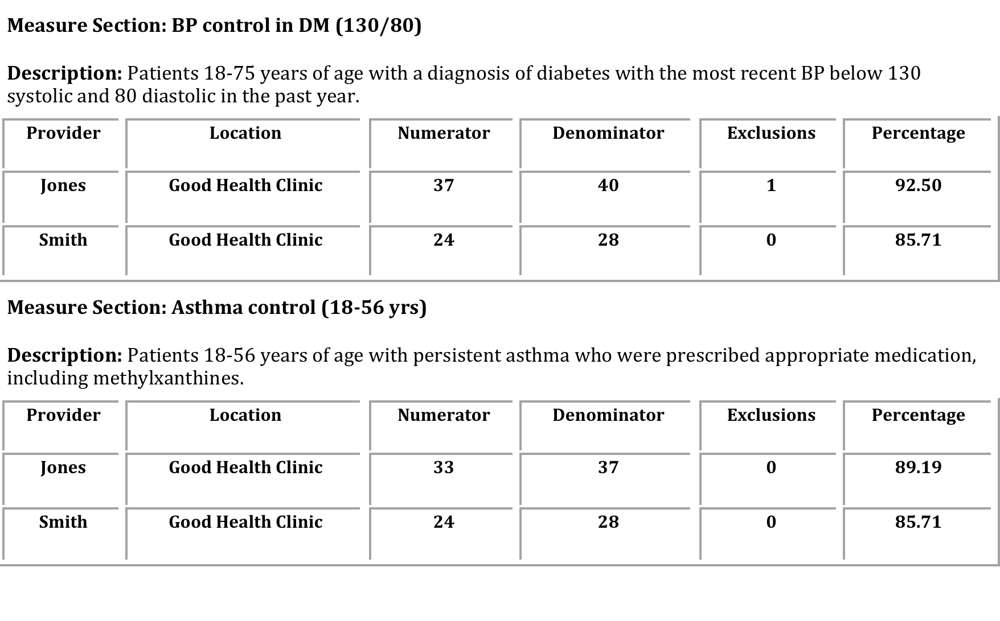 Measure Section: BP control in DM (130/80)
Description: Patients 18-75 years of age with a diagnosis of diabetes with the most recent BP below 130
systolic and 80 diastolic in the past year.
Provider Location Numerator Denominator Exclusions Percentage
Jones Good Health Clinic 37 40 1 92.50
Smith Good Health Clinic 24 28 0 85.71
Measure Section: Asthma control (18-56 yrs)
Description: Patients 18-56 years of age with persistent asthma who were prescribed appropriate medication,
including methylxanthines.
Provider Location Numerator Denominator Exclusions Percentage
Jones Good Health Clinic 33 37 0 89.19
Smith Good Health Clinic 24 28 0 85.71